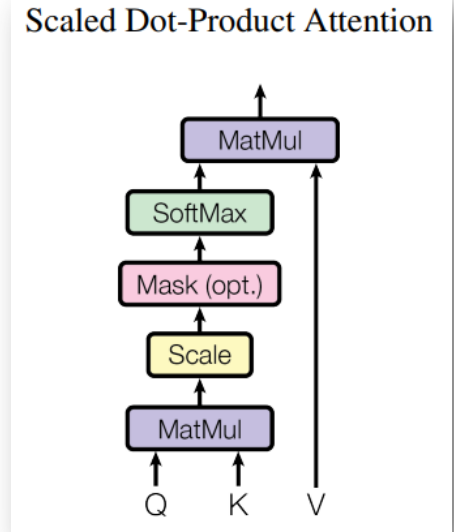 Scaled Dot-Product Attention
MatMul
SoftMax
Mask (opt.)
Scale
MatMul
Q K V